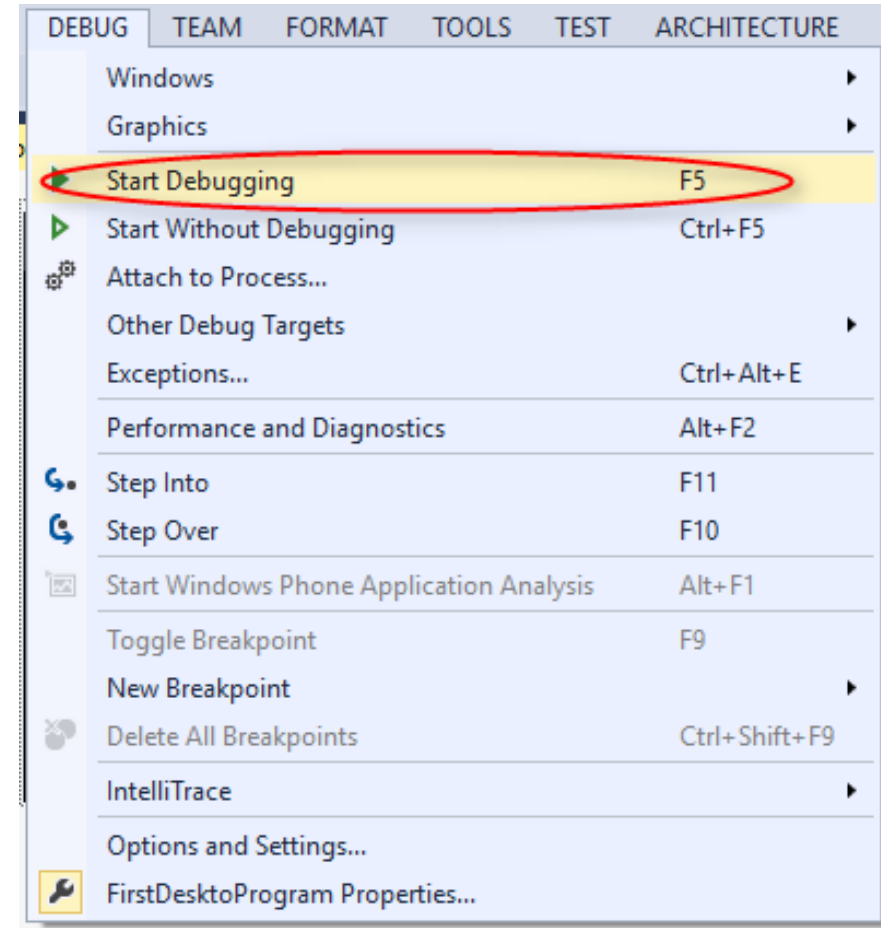 DEBUG TEAM FORMAT TOOLS TEST ARCHITECTURE
Windows
Graphics
Start Debugging F5
Start Without Debugging Ctrl+F5
Attach to Process...
Other Debug Targets
Exceptions... Ctrl+Alt+E
Performance and Diagnostics Alt+F2
Step Into F11
Step Over F10
Start Windows Phone Application Analysis Alt+F1
Toggle Breakpoint F9
New Breakpoint
Delete All Breakpoints Ctrl+Shift+F9
IntelliTrace
Options and Settings...
FirstDesktoProgram Properties...